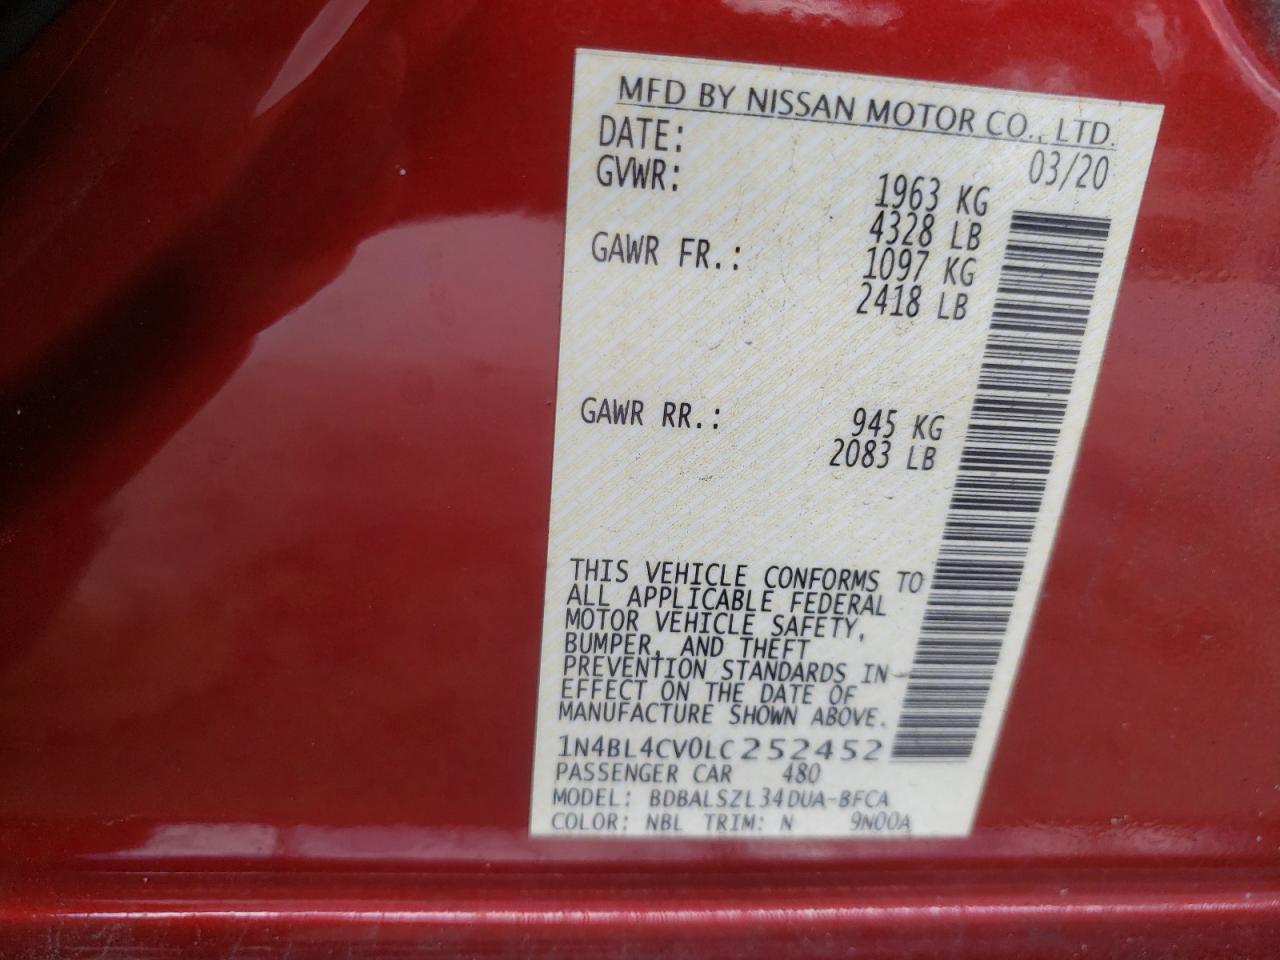 MFD BY NISSAN MOTOR CO., LTD.
DATE: 03/20
GVWR: 1963 KG
4328 LB
GAWR FR.: 1097 KG
2418 LB
GAWR RR.: 945 KG
2083 LB
THIS VEHICLE CONFORMS TO
ALL APPLICABLE FEDERAL
MOTOR VEHICLE SAFETY,
BUMPER, AND THEFT
PREVENTION STANDARDS IN
EFFECT ON THE DATE OF
MANUFACTURE SHOWN ABOVE.
1N4BL4CV0LC252452
PASSENGER CAR 480
MODEL: BDBALSZL34DUA-BFCA
COLOR: NBL TRIM: N 9N00A